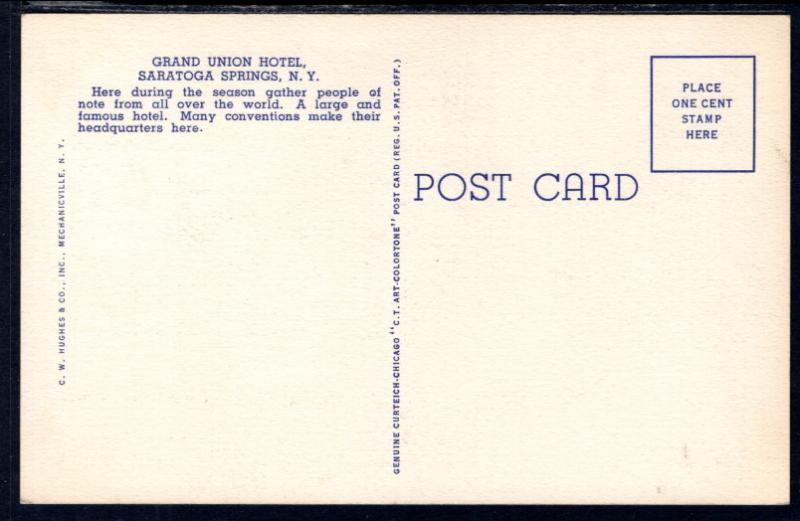 GRAND UNION HOTEL,
SARATOGA SPRINGS, N. Y.
Here during the season gather people of
note from all over the world. A large and
famous hotel. Many conventions make their
headquarters here.
C. W. HUGHES & CO., INC., MECHANICVILLE, N. Y.
GENUINE CURTEICH-CHICAGO "C.T. ART-COLORTONE" POST CARD (REG. U.S. PAT. OFF.)
POST CARD
PLACE
ONE CENT
STAMP
HERE